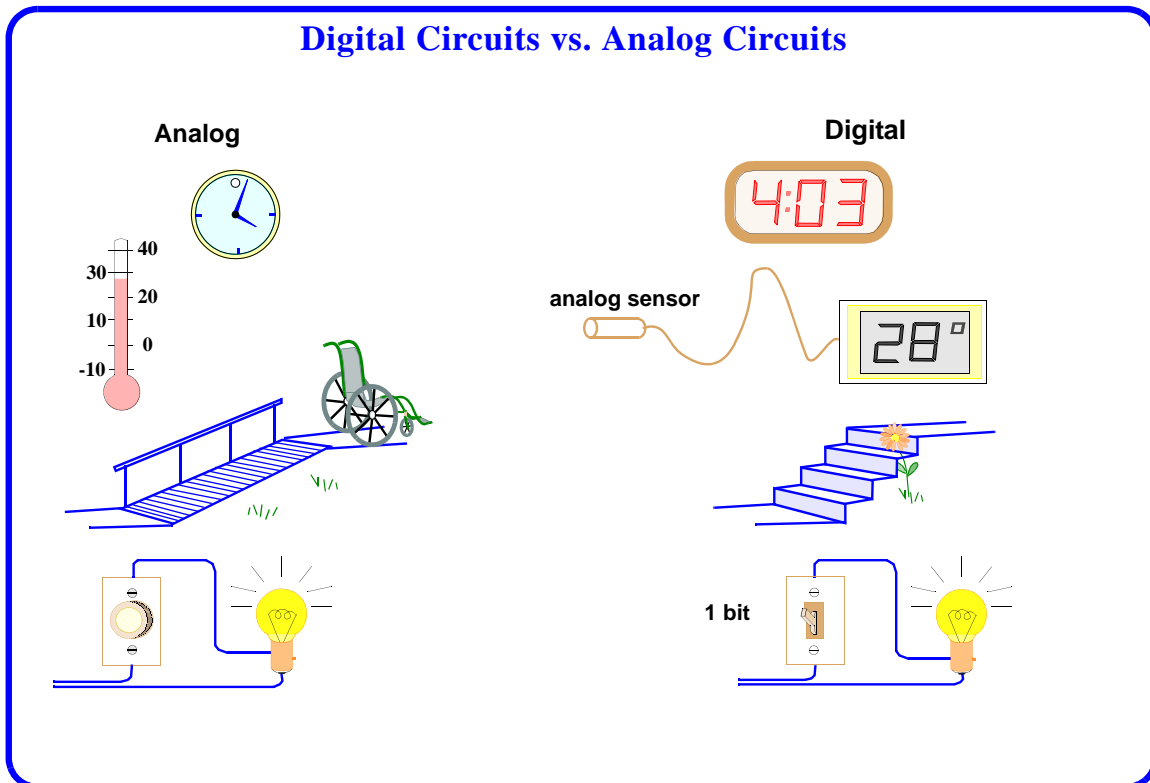 Digital Circuits vs. Analog Circuits
Analog
Digital
4:03
40
30
20
10
0
-10
analog sensor
28°
1 bit